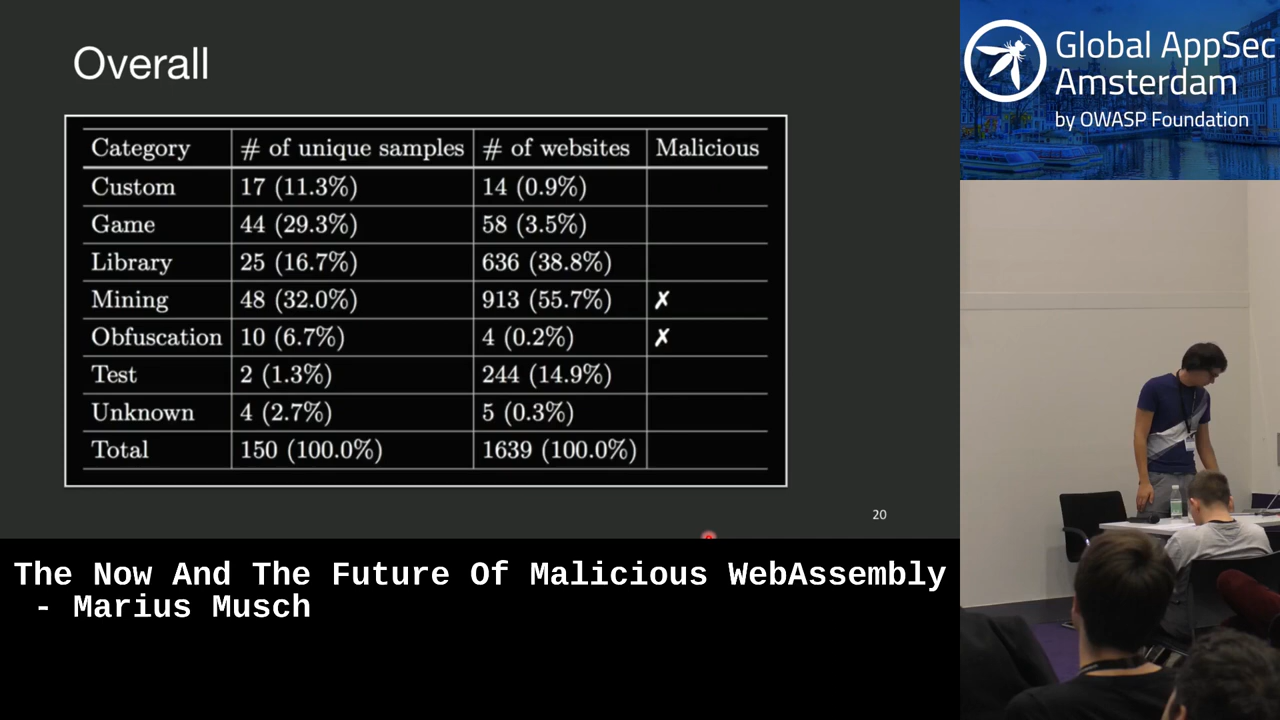 Overall
Category # of unique samples # of websites Malicious
Custom 17 (11.3%) 14 (0.9%)
Game 44 (29.3%) 58 (3.5%)
Library 25 (16.7%) 636 (38.8%)
Mining 48 (32.0%) 913 (55.7%) ✗
Obfuscation 10 (6.7%) 4 (0.2%) ✗
Test 2 (1.3%) 244 (14.9%)
Unknown 4 (2.7%) 5 (0.3%)
Total 150 (100.0%) 1639 (100.0%)
20
Global AppSec
Amsterdam
by OWASP Foundation
The Now And The Future Of Malicious WebAssembly
- Marius Musch